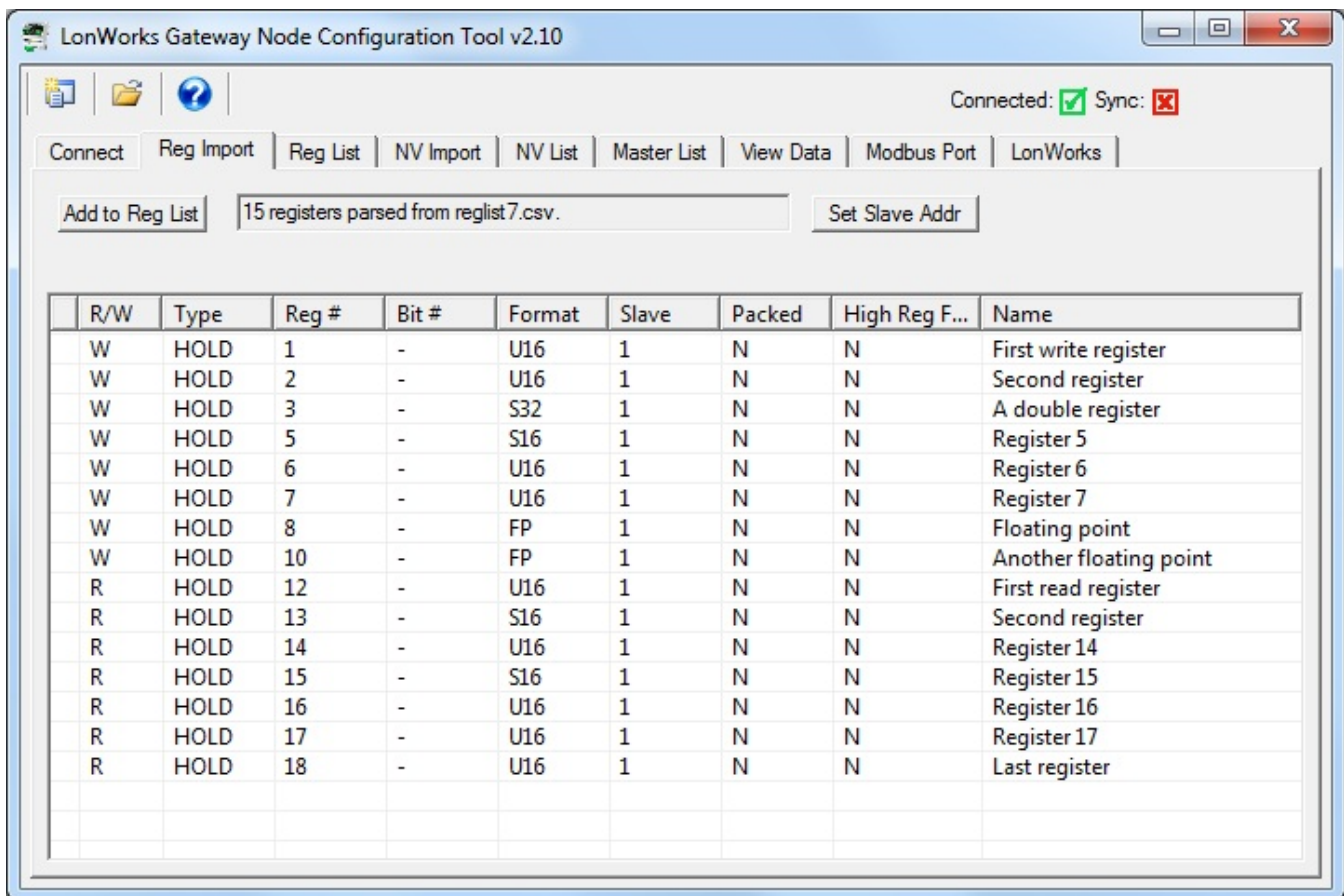 LonWorks Gateway Node Configuration Tool v2.10
Connected: Sync:
Connect Reg Import Reg List NV Import NV List Master List View Data Modbus Port LonWorks
Add to Reg List 15 registers parsed from reglist7.csv. Set Slave Addr
R/W Type Reg # Bit # Format Slave Packed High Reg F... Name
W HOLD 1 - U16 1 N N First write register
W HOLD 2 - U16 1 N N Second register
W HOLD 3 - S32 1 N N A double register
W HOLD 5 - S16 1 N N Register 5
W HOLD 6 - U16 1 N N Register 6
W HOLD 7 - U16 1 N N Register 7
W HOLD 8 - FP 1 N N Floating point
W HOLD 10 - FP 1 N N Another floating point
R HOLD 12 - U16 1 N N First read register
R HOLD 13 - S16 1 N N Second register
R HOLD 14 - U16 1 N N Register 14
R HOLD 15 - S16 1 N N Register 15
R HOLD 16 - U16 1 N N Register 16
R HOLD 17 - U16 1 N N Register 17
R HOLD 18 - U16 1 N N Last register